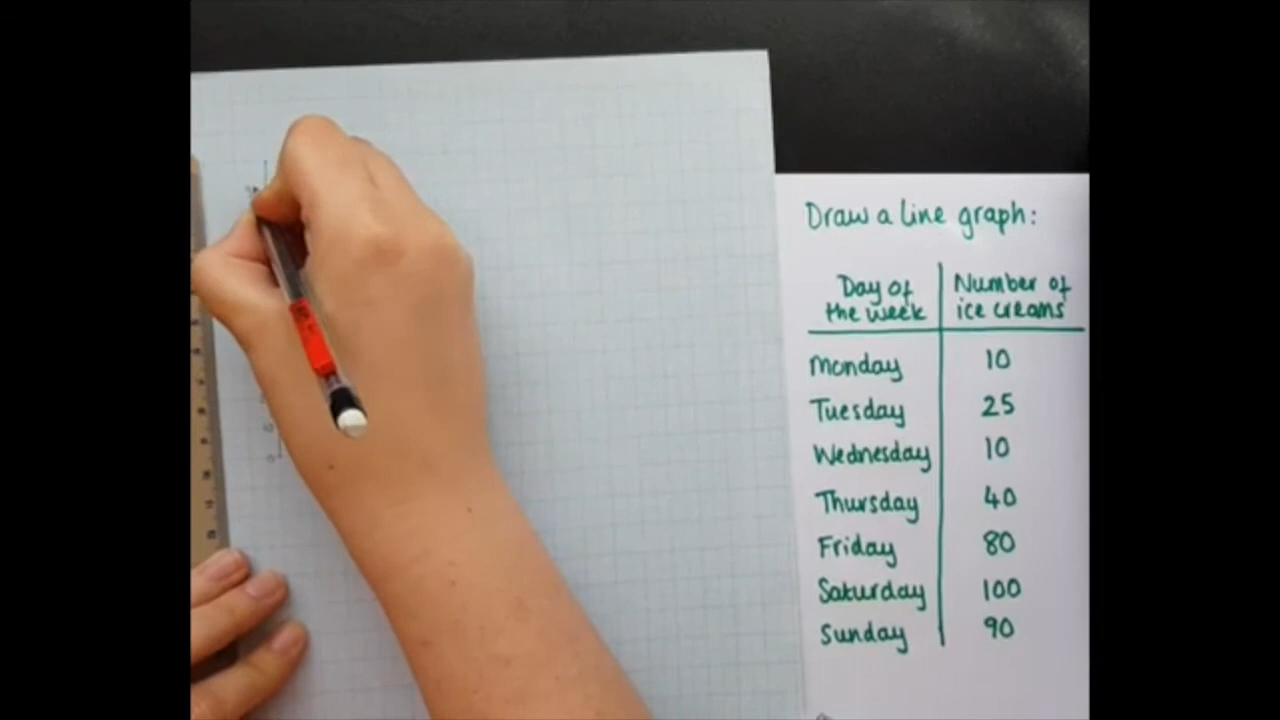 Draw a line graph:
Day of Number of
the week ice creams
Monday 10
Tuesday 25
Wednesday 10
Thursday 40
Friday 80
Saturday 100
Sunday 90